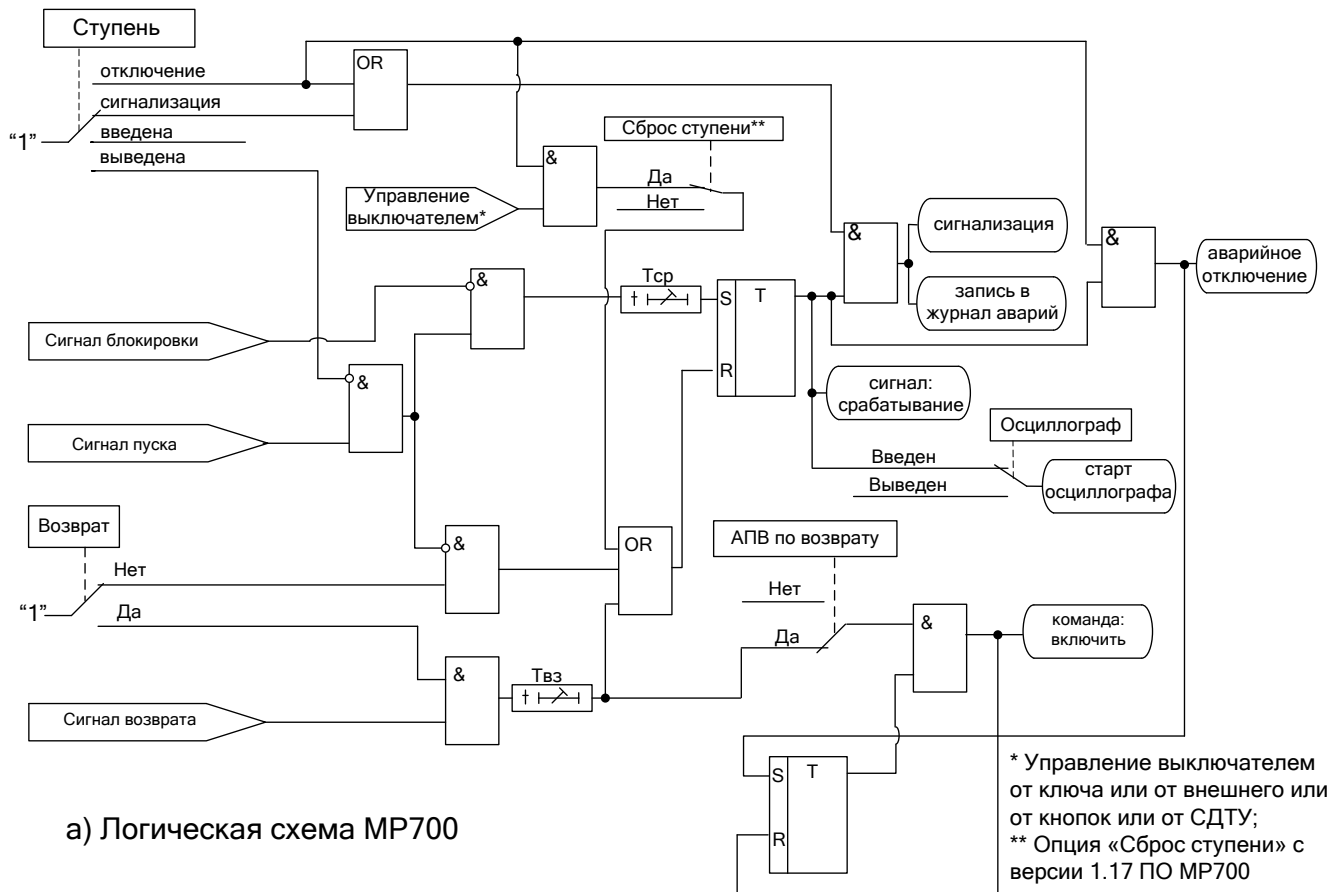 Ступень
отключение
сигнализация
“1”
введена
выведена
OR
Сброс ступени**
&
Да
Нет
Управление
выключателем*
&
сигнализация
запись в
журнал аварий
&
аварийное
отключение
&
Тср
S
T
R
Сигнал блокировки
&
Сигнал пуска
сигнал:
срабатывание
Осциллограф
Введен
Выведен
старт
осциллографа
Возврат
Нет
“1”
Да
&
OR
АПВ по возврату
Нет
Да
&
команда:
включить
&
Твз
Сигнал возврата
S
T
R
а) Логическая схема МР700
* Управление выключателем
от ключа или от внешнего или
от кнопок или от СДТУ;
** Опция «Сброс ступени» с
версии 1.17 ПО МР700